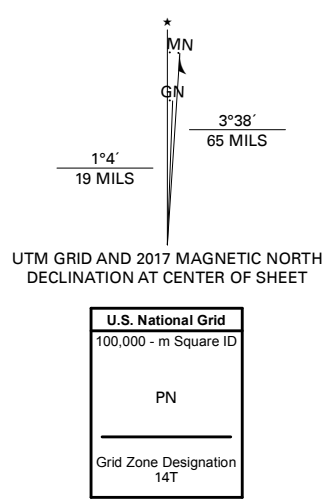 MN
GN
3°38´
65 MILS
1°4´
19 MILS
UTM GRID AND 2017 MAGNETIC NORTH
DECLINATION AT CENTER OF SHEET
U.S. National Grid
100,000 - m Square ID
PN
Grid Zone Designation
14T